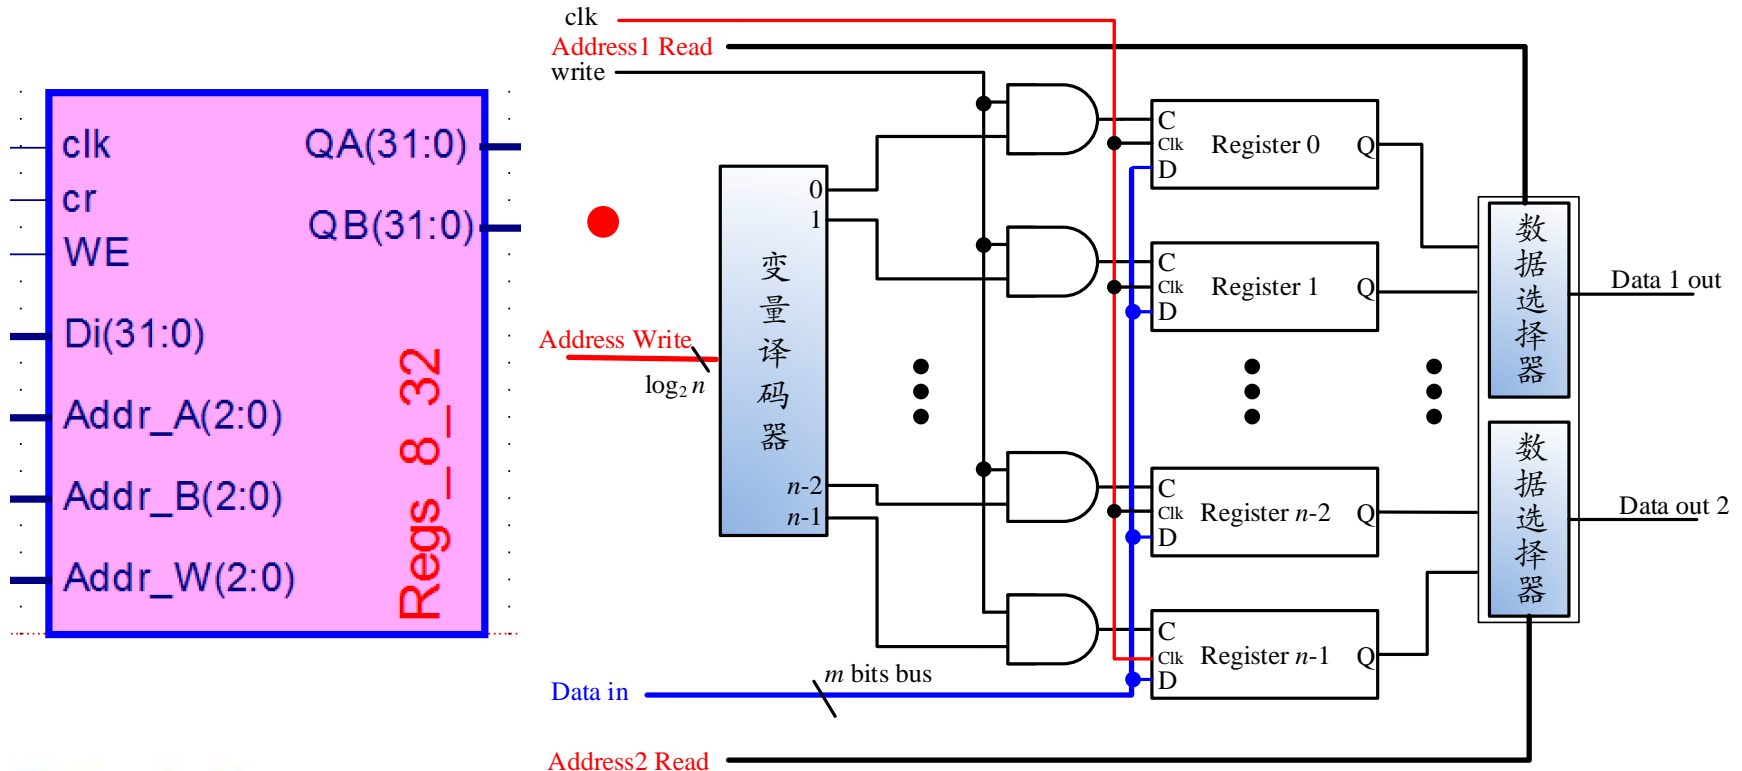 clk
cr
WE
Di(31:0)
Addr_A(2:0)
Addr_B(2:0)
Addr_W(2:0)
QA(31:0)
QB(31:0)
Regs_8_32
clk
Address1 Read
write
Address Write
log₂ n
变量译码器
0
1
n-2
n-1
C
Clk
D
Register 0
Q
C
Clk
D
Register 1
Q
C
Clk
D
Register n-2
Q
C
Clk
D
Register n-1
Q
数据选择器
Data 1 out
数据选择器
Data out 2
Data in
m bits bus
Address2 Read